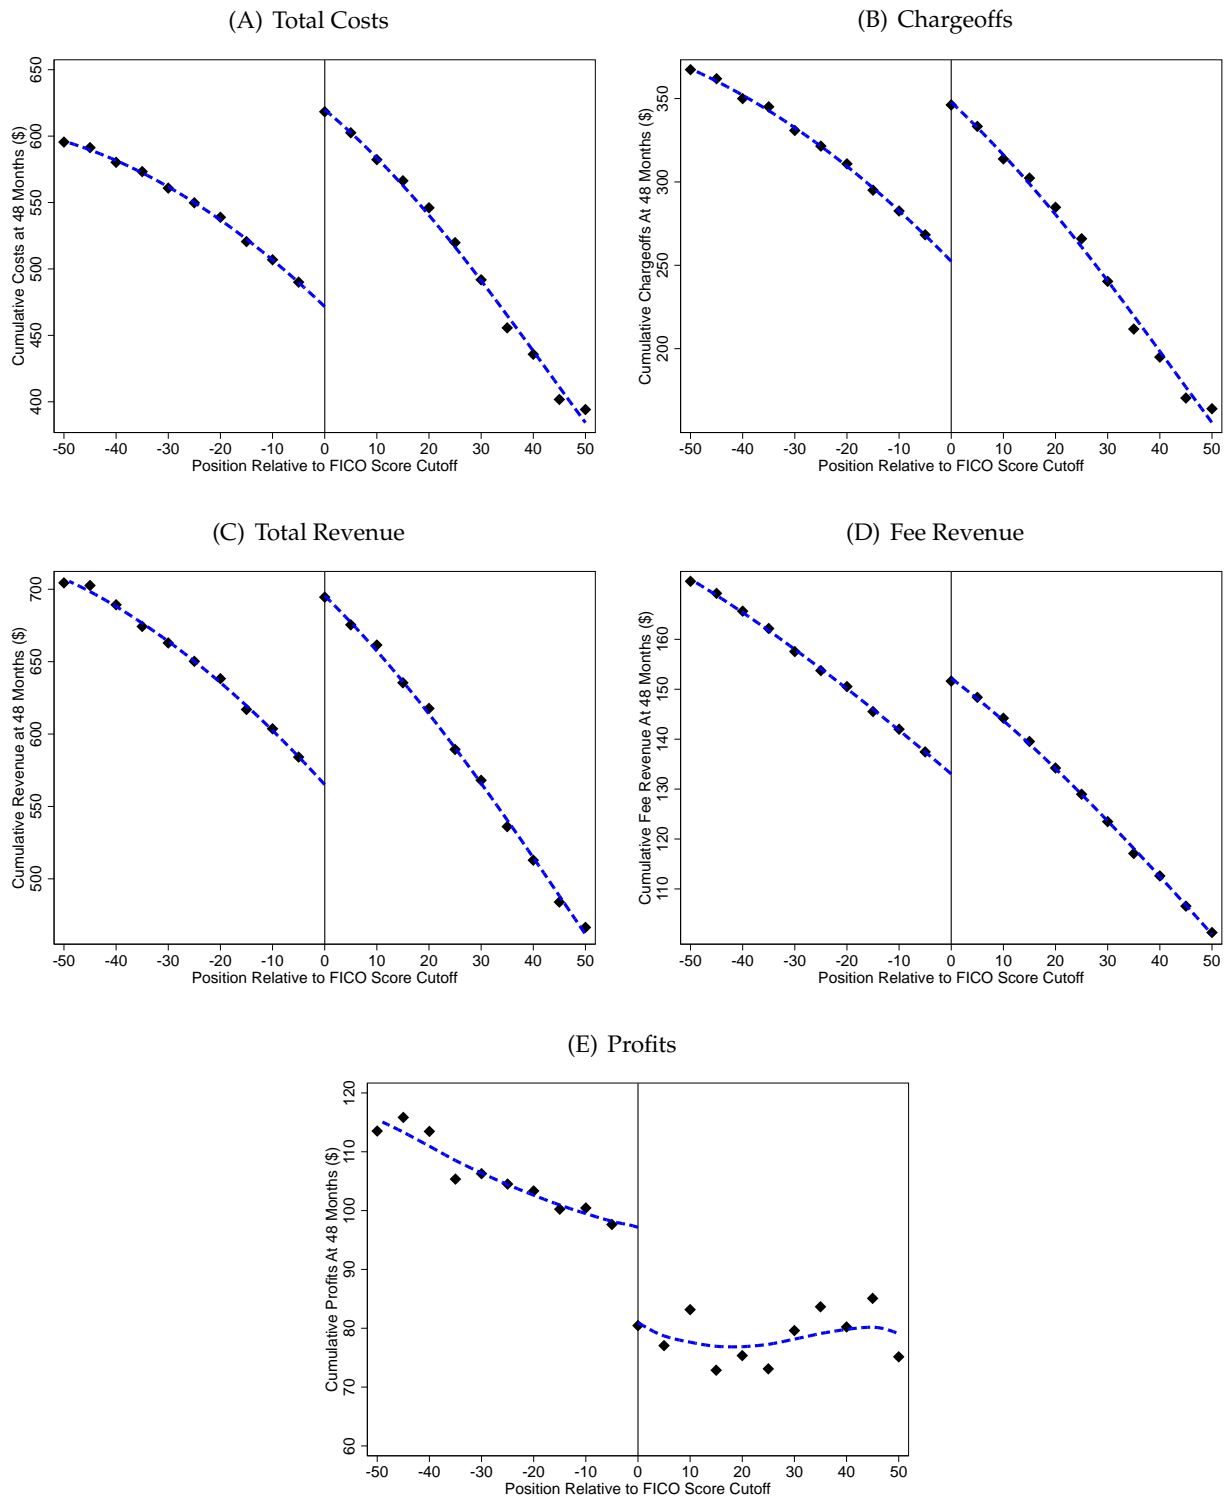 (A) Total Costs
Cumulative Costs at 48 Months ($)
650
600
550
500
450
400
-50 -40 -30 -20 -10 0 10 20 30 40 50
Position Relative to FICO Score Cutoff
(B) Chargeoffs
Cumulative Chargeoffs At 48 Months ($)
350
300
250
200
-50 -40 -30 -20 -10 0 10 20 30 40 50
Position Relative to FICO Score Cutoff
(C) Total Revenue
Cumulative Revenue at 48 Months ($)
700
650
600
550
500
-50 -40 -30 -20 -10 0 10 20 30 40 50
Position Relative to FICO Score Cutoff
(D) Fee Revenue
Cumulative Fee Revenue At 48 Months ($)
160
150
140
130
120
110
-50 -40 -30 -20 -10 0 10 20 30 40 50
Position Relative to FICO Score Cutoff
(E) Profits
Cumulative Profits At 48 Months ($)
120
110
100
90
80
70
60
-50 -40 -30 -20 -10 0 10 20 30 40 50
Position Relative to FICO Score Cutoff